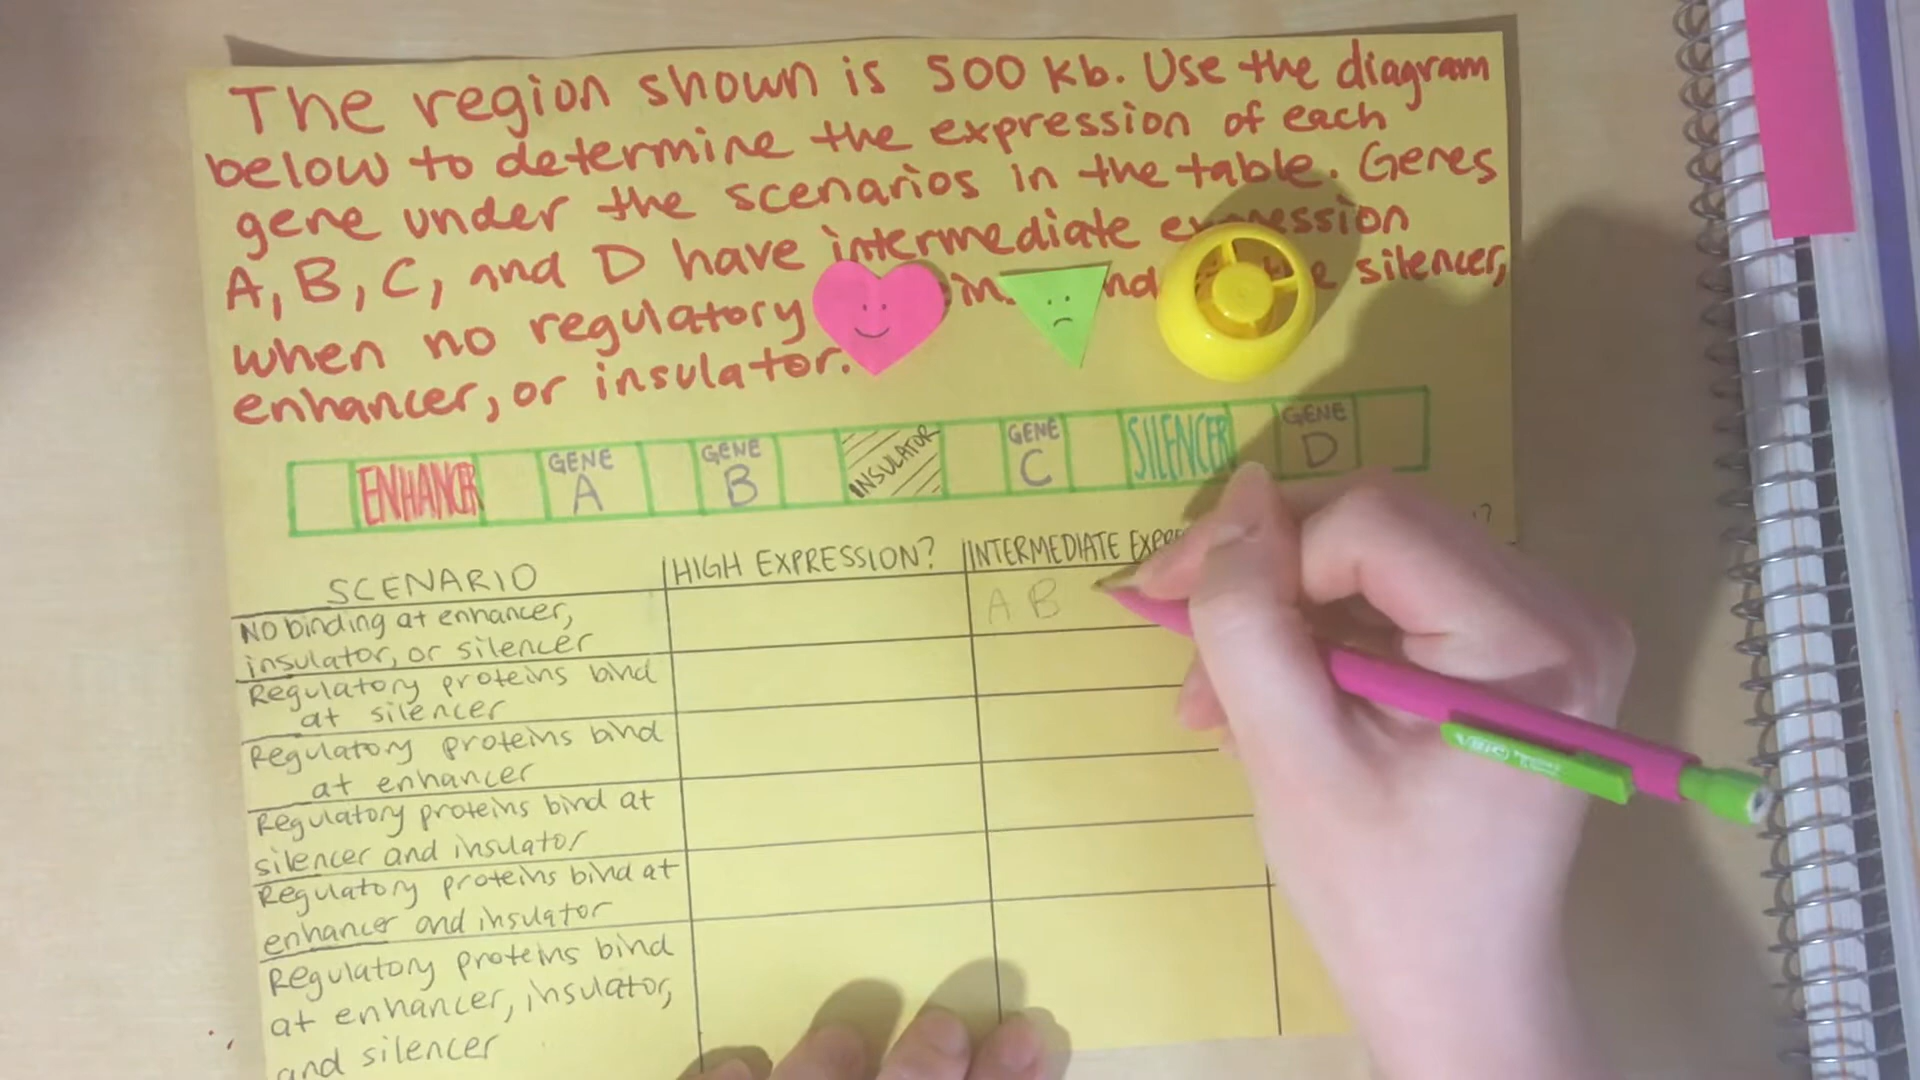 The region shown is 500 kb. Use the diagram
below to determine the expression of each
gene under the scenarios in the table. Genes
A, B, C, and D have intermediate expression
when no regulatory silencer,
enhancer, or insulator.
ENHANCER GENE A GENE B INSULATOR GENE C SILENCER GENE D
SCENARIO HIGH EXPRESSION? INTERMEDIATE
No binding at enhancer,
insulator, or silencer
A B
Regulatory proteins bind
at silencer
Regulatory proteins bind
at enhancer
Regulatory proteins bind at
silencer and insulator
Regulatory proteins bind at
enhancer and insulator
Regulatory proteins bind
at enhancer, insulator,
and silencer